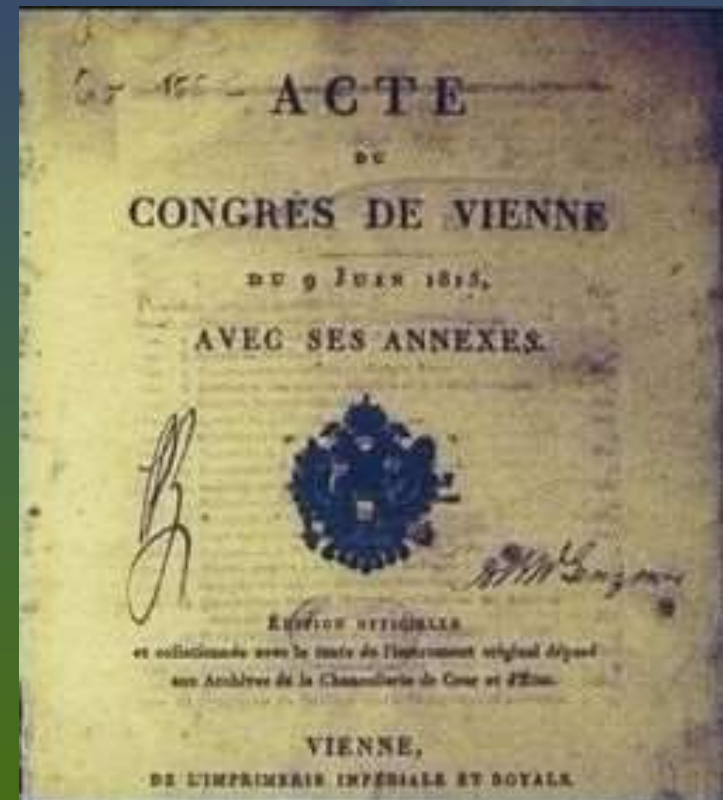 ACTE
DU
CONGRÈS DE VIENNE
DU 9 JUIN 1815,
AVEC SES ANNEXES.
ÉDITION OFFICIELLE
et collationnée avec le texte de l'instrument original déposé
aux Archives de la Chancellerie de Cour et d'État.
VIENNE,
DE L'IMPRIMERIE IMPÉRIALE ET ROYALE